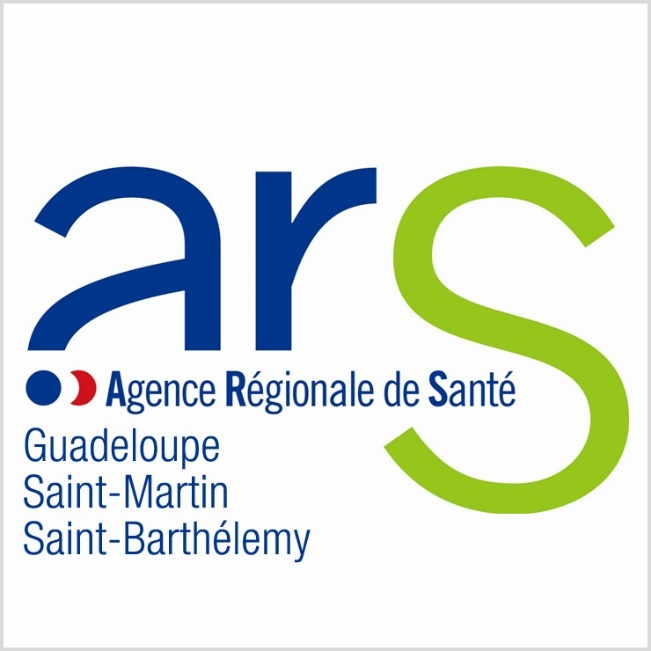 ars
Agence Régionale de Santé
Guadeloupe
Saint-Martin
Saint-Barthélemy